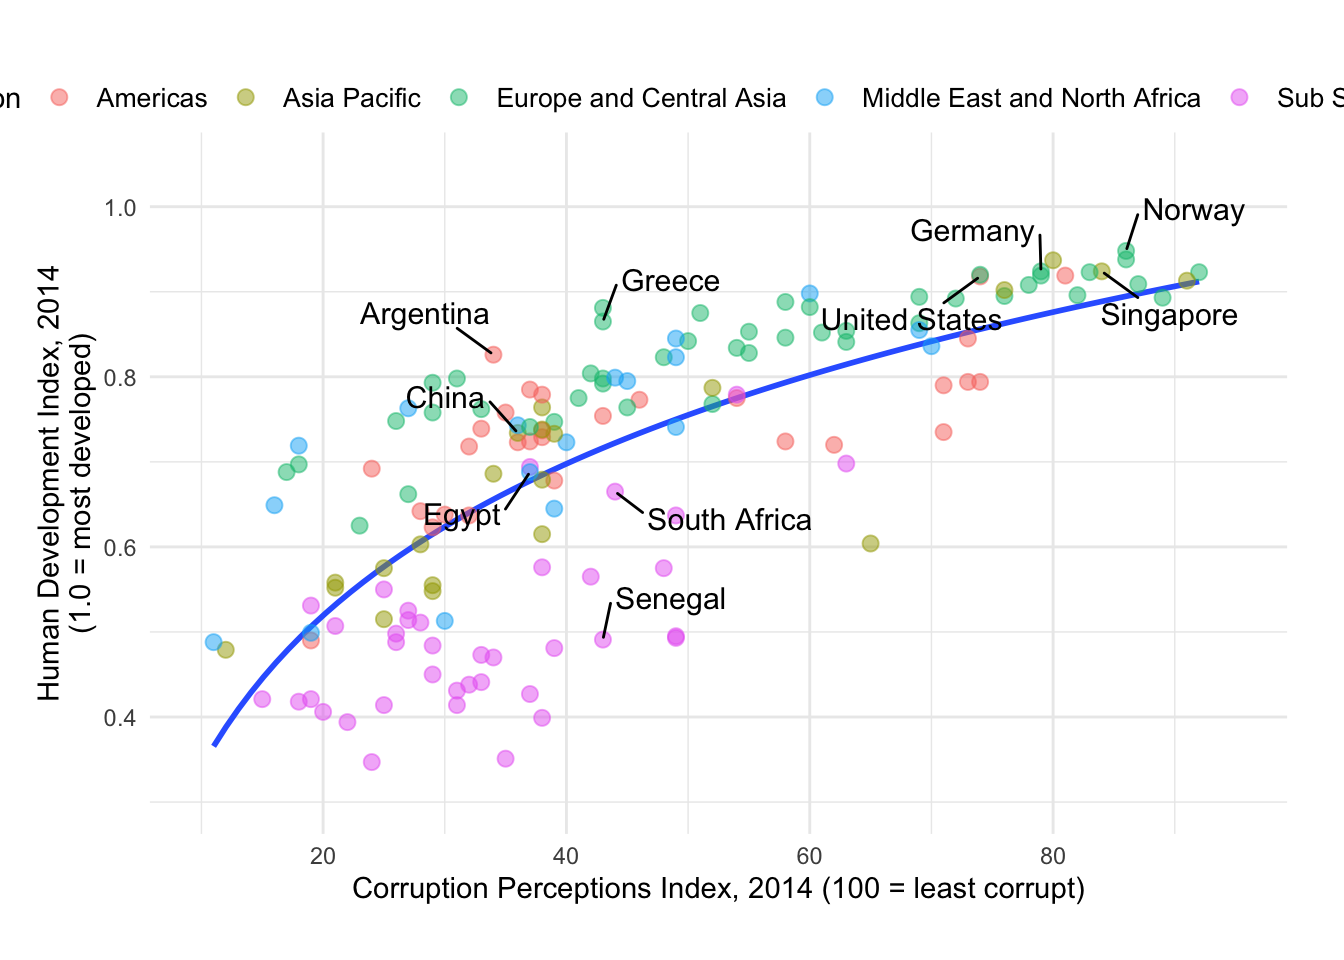 on Americas Asia Pacific Europe and Central Asia Middle East and North Africa Sub S
1.0
0.8
0.6
0.4
Human Development Index, 2014
(1.0 = most developed)
Norway
Germany
Greece
Argentina
United States
Singapore
China
Egypt
South Africa
Senegal
20 40 60 80
Corruption Perceptions Index, 2014 (100 = least corrupt)